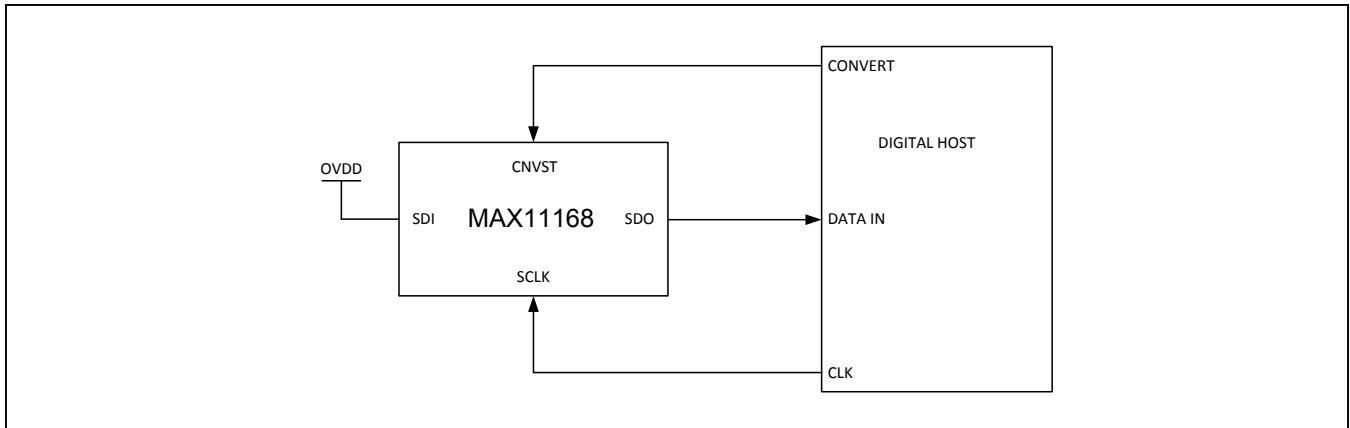 CONVERT
DIGITAL HOST
OVDD
CNVST
SDI
MAX11168
SDO
DATA IN
SCLK
CLK